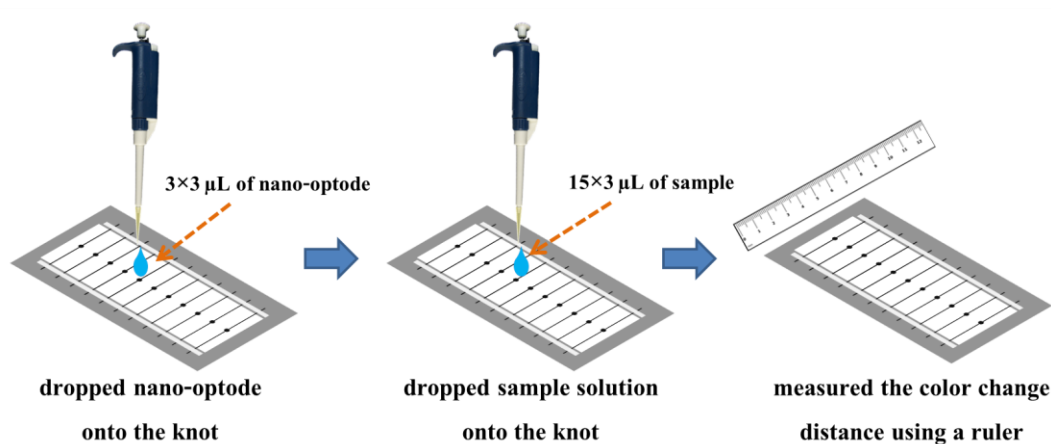 3×3 µL of nano-optode
15×3 µL of sample
dropped nano-optode
onto the knot
dropped sample solution
onto the knot
measured the color change
distance using a ruler